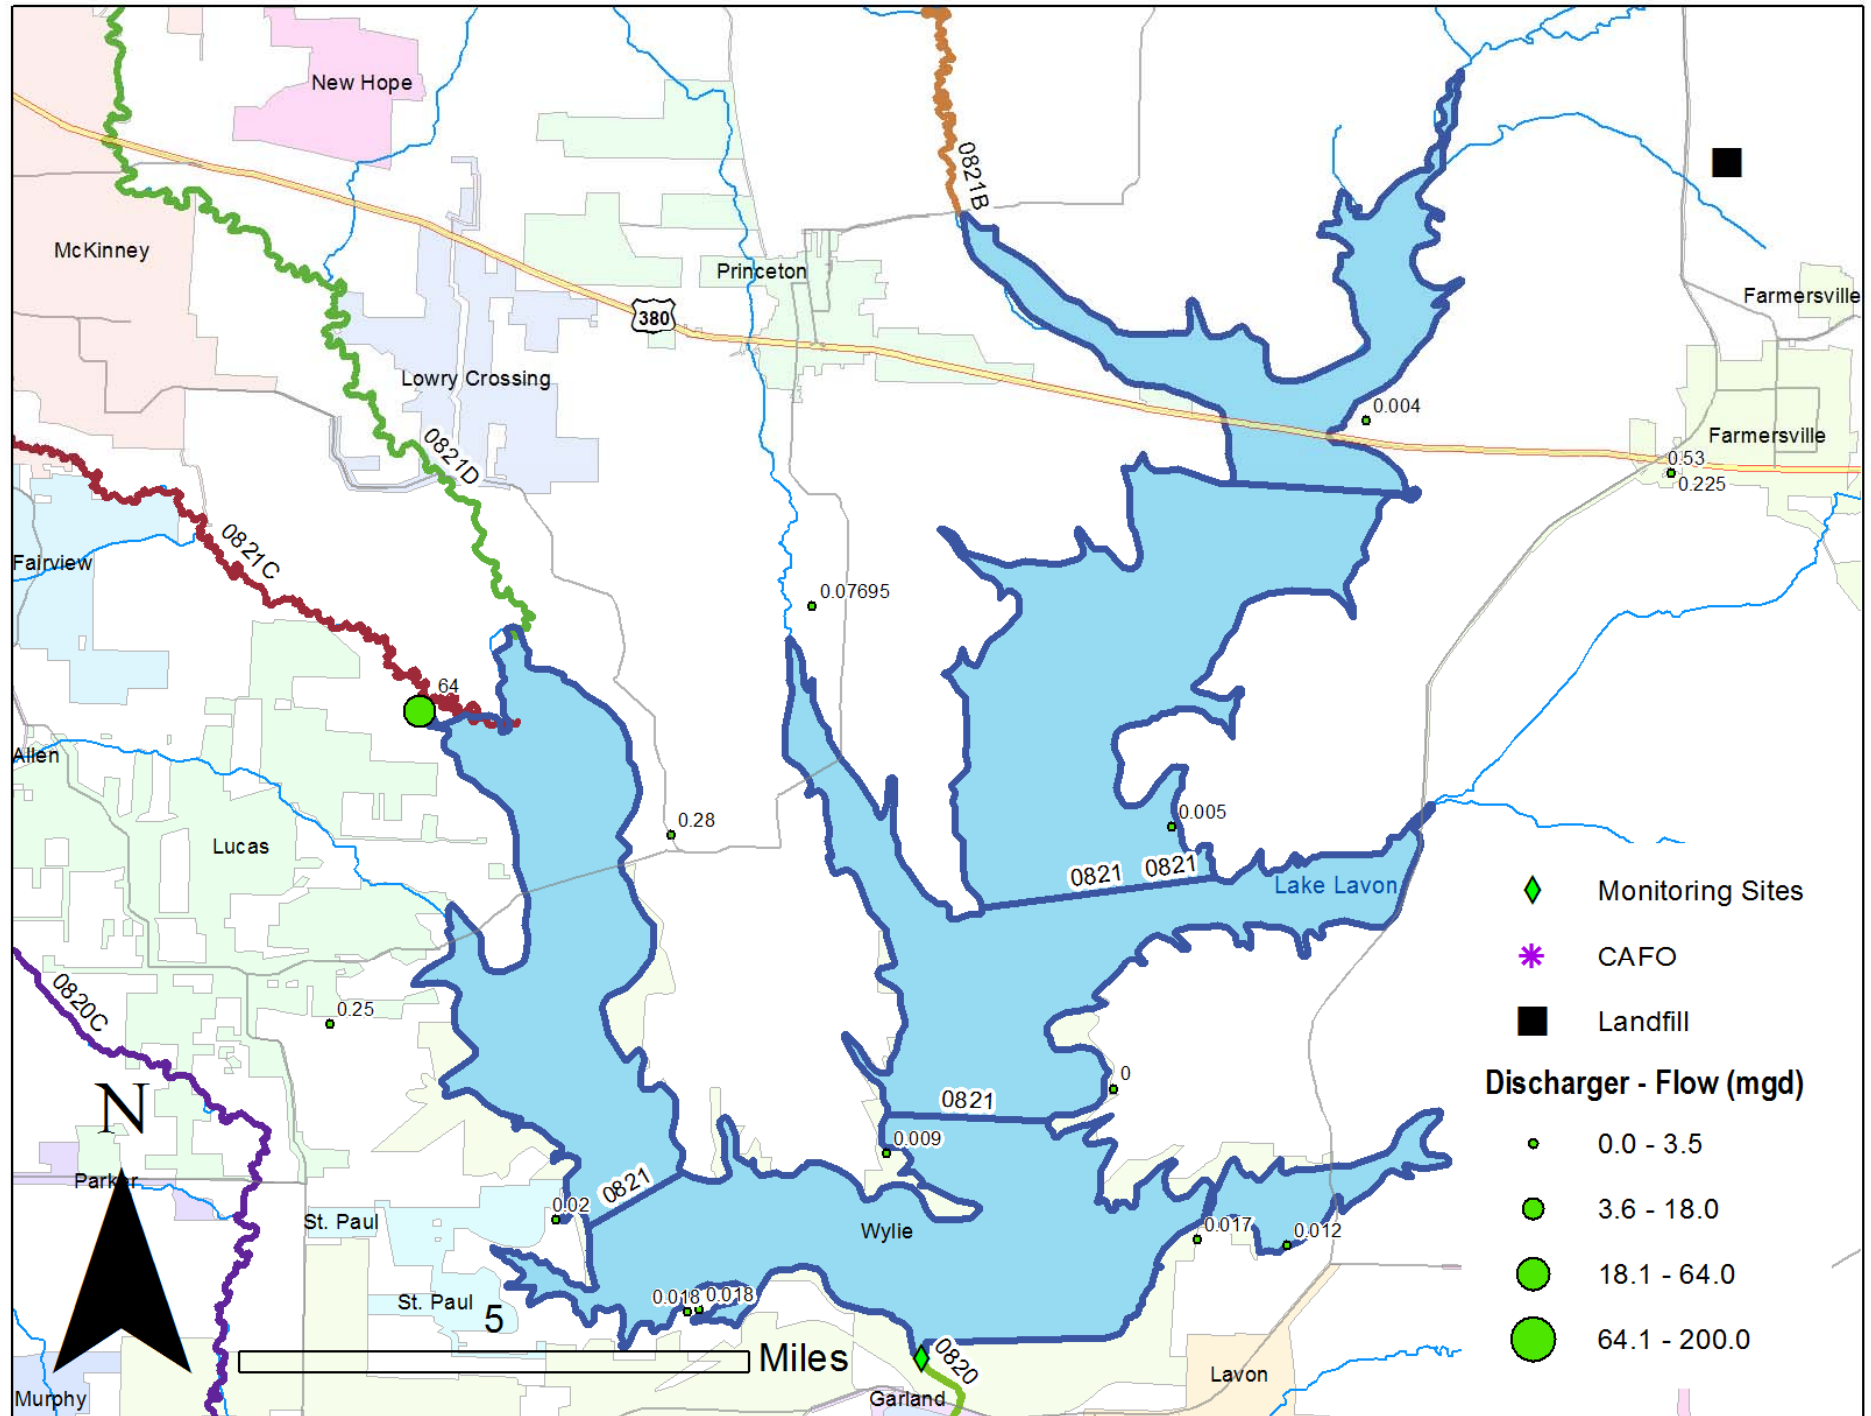 New Hope
0821B
McKinney
Princeton
380
Farmersville
Lowry Crossing
0.004
Farmersville
0821D
0.53
0.225
0821C
Fairview
0.07695
64
Allen
0.28
0.005
Lucas
0821
0821
Lake Lavon
0820C
0.25
0
0821
0.009
N
Parker
0821
0.02
St. Paul
Wylie
0.017
0.012
St. Paul
5
0.018
0.018
Miles
0820
Murphy
Garland
Lavon
Monitoring Sites
CAFO
Landfill
Discharger - Flow (mgd)
0.0 - 3.5
3.6 - 18.0
18.1 - 64.0
64.1 - 200.0